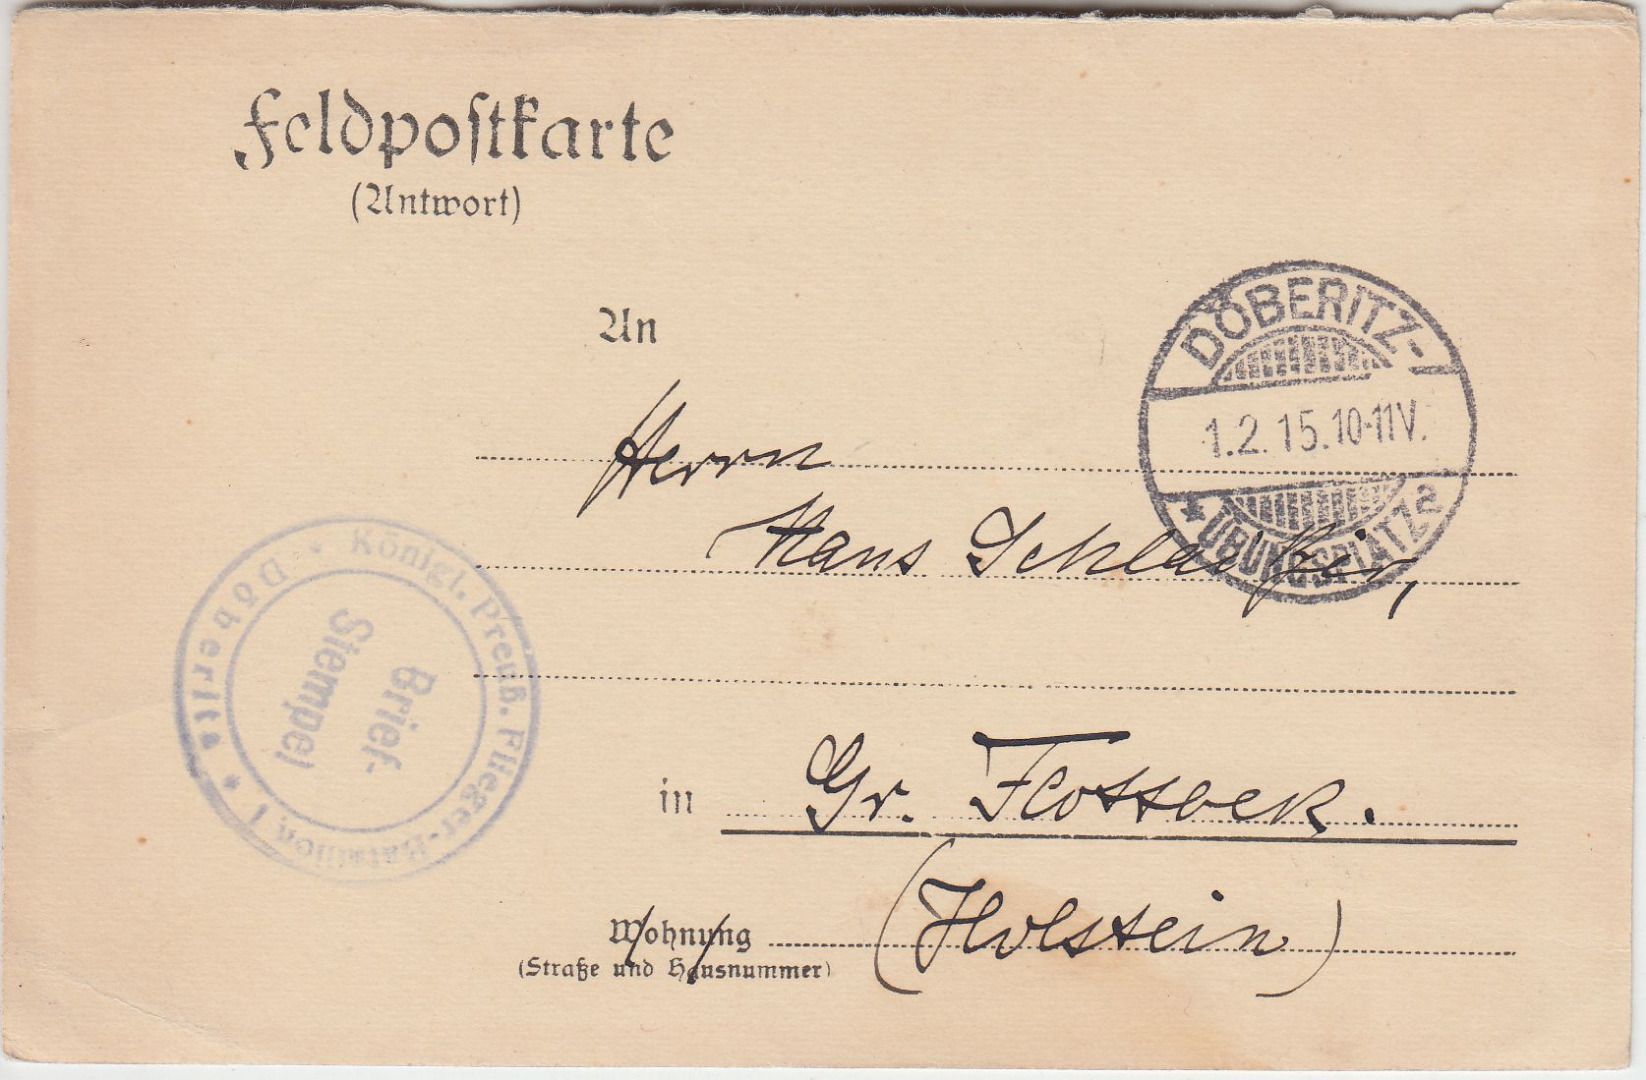 Feldpostkarte
(Antwort)
An
DÖBERITZ-
1.2.15.10-11V.
* ÜBUNGSPLATZ a
Herrn
Hans
Königl. Preuß. Flieger-Bataillon 1 * Döberitz *
Brief-
Stempel
in Gr. Flottbek.
Wohnung (Holstein)
(Straße und Hausnummer)